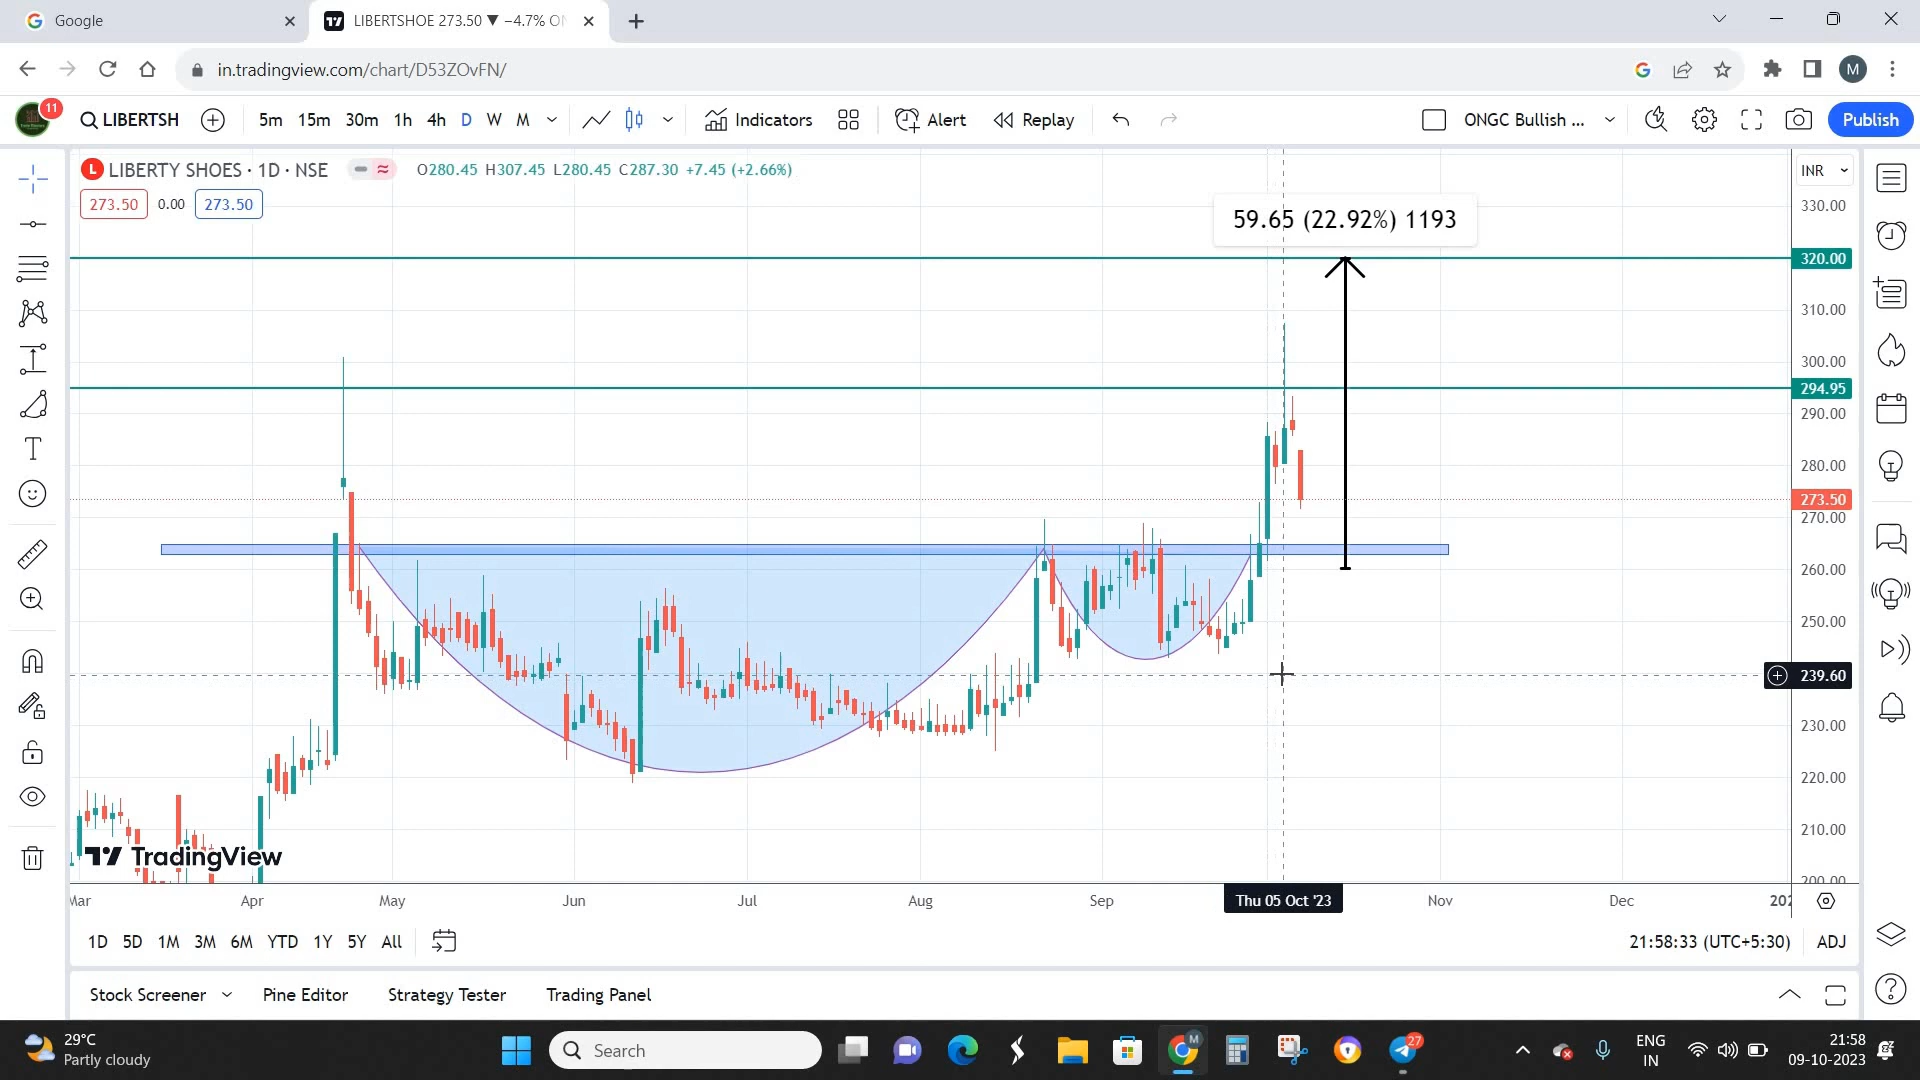 Google
LIBERTSHOE 273.50 ▼ −4.7%
in.tradingview.com/chart/D53ZOvFN/
M
11
LIBERTSH
5m 15m 30m 1h 4h D W M
Indicators
Alert
Replay
ONGC Bullish ...
Publish
L LIBERTY SHOES · 1D · NSE
O280.45 H307.45 L280.45 C287.30 +7.45 (+2.66%)
INR
273.50 0.00 273.50
59.65 (22.92%) 1193
330.00
320.00
310.00
300.00
294.95
290.00
280.00
273.50
270.00
260.00
250.00
239.60
230.00
220.00
210.00
200.00
TradingView
Mar Apr May Jun Jul Aug Sep Thu 05 Oct '23 Nov Dec
1D 5D 1M 3M 6M YTD 1Y 5Y All
21:58:33 (UTC+5:30) ADJ
Stock Screener Pine Editor Strategy Tester Trading Panel
29°C
Partly cloudy
Search
M
27
ENG
IN
21:58
09-10-2023